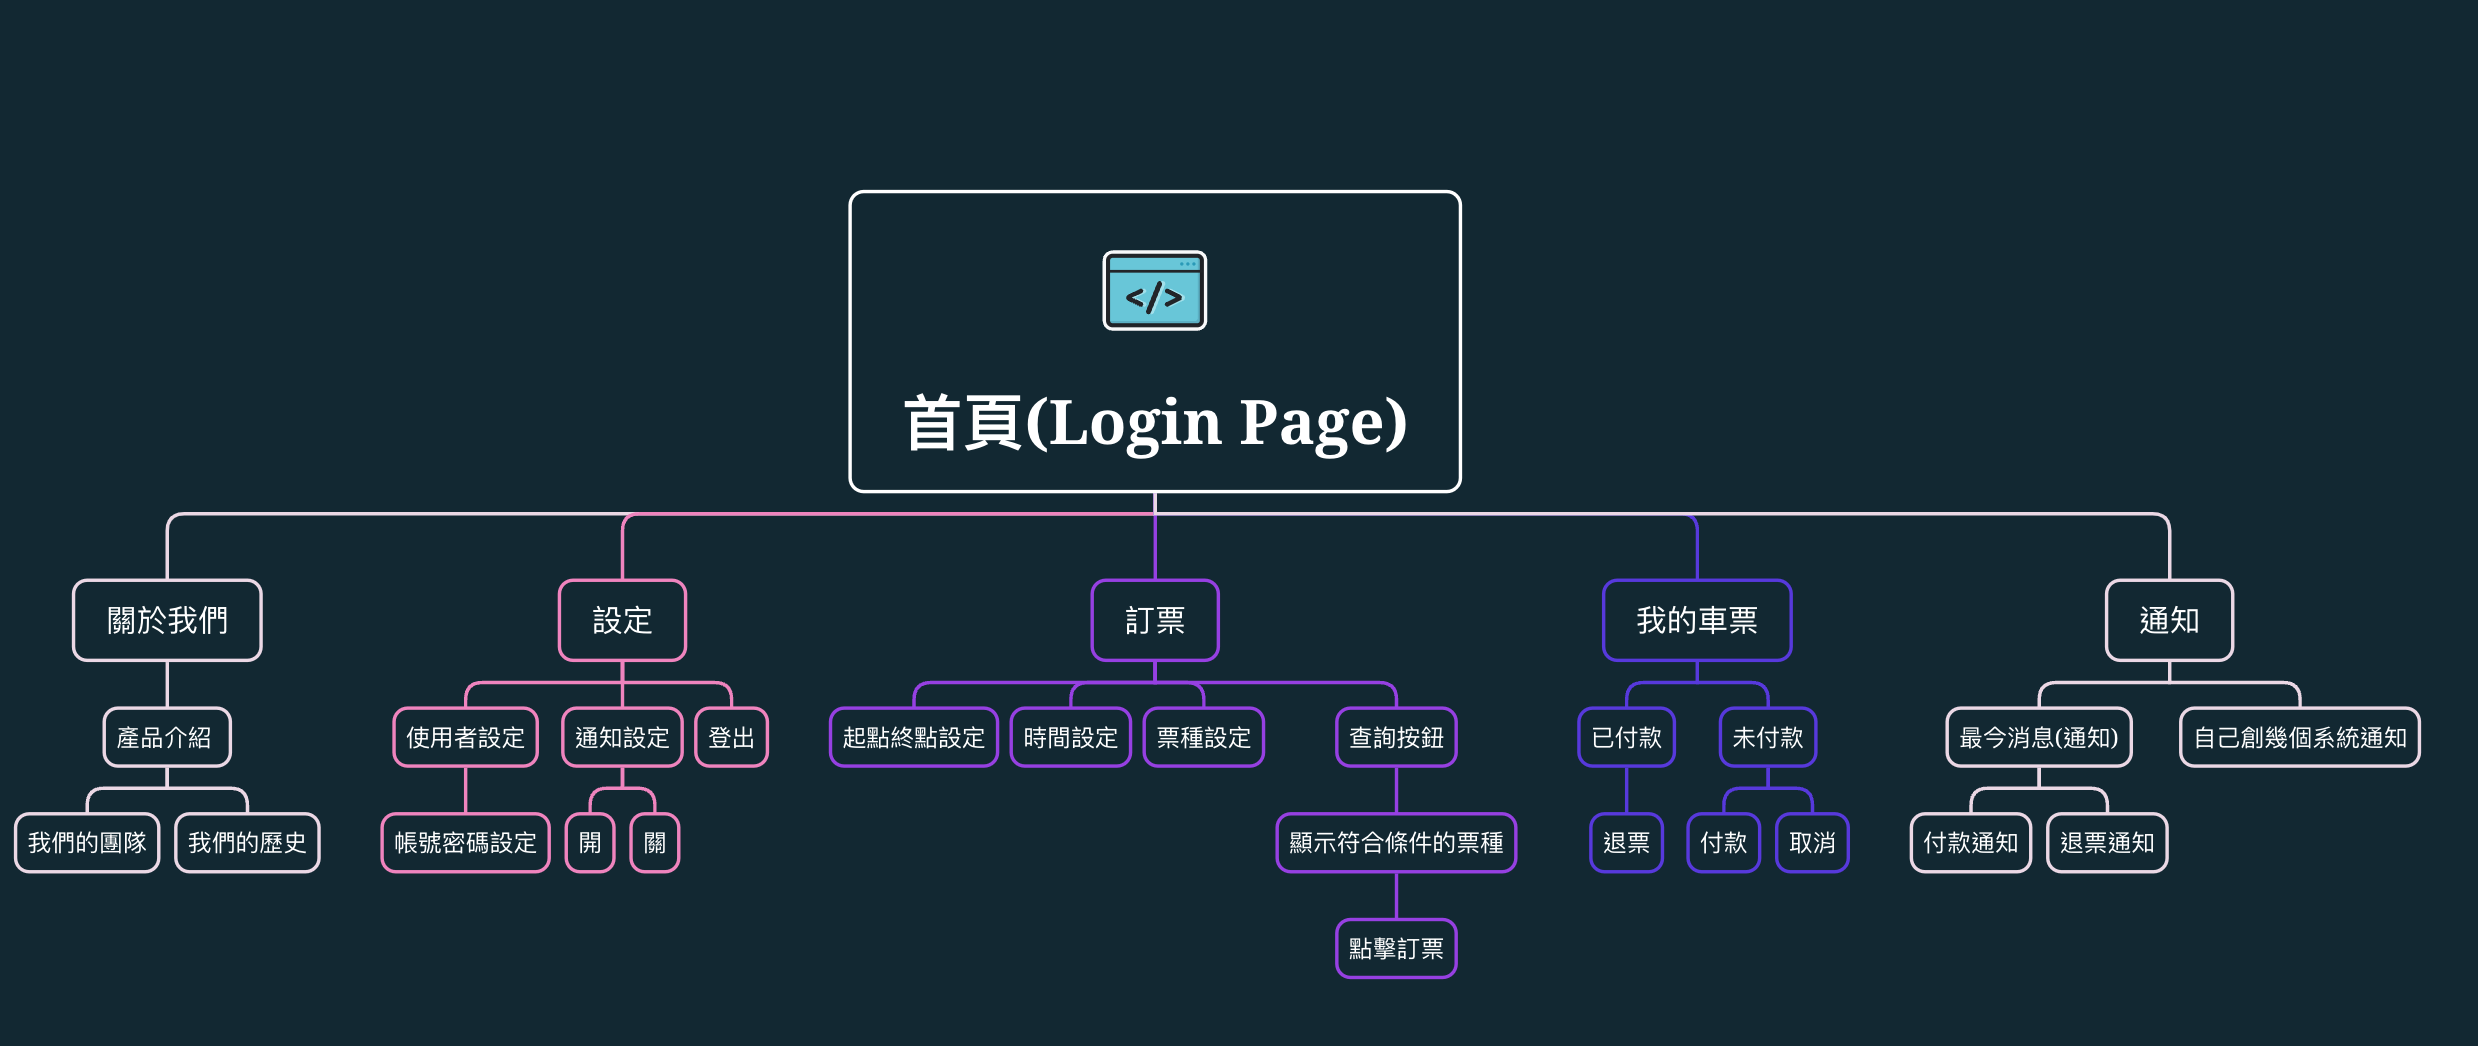 </>
首頁(Login Page)
關於我們
設定
訂票
我的車票
通知
產品介紹
使用者設定
通知設定
登出
起點終點設定
時間設定
票種設定
查詢按鈕
已付款
未付款
最今消息(通知)
自己創幾個系統通知
我們的團隊
我們的歷史
帳號密碼設定
開
關
顯示符合條件的票種
退票
付款
取消
付款通知
退票通知
點擊訂票